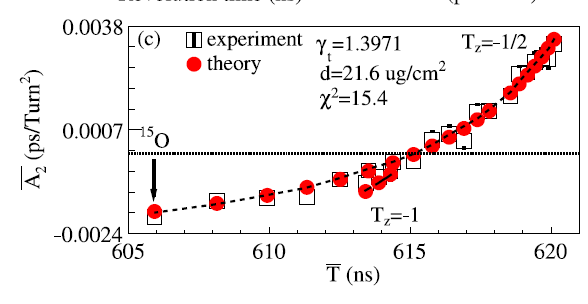 0.0038
(c)
experiment
theory
γt=1.3971
d=21.6 ug/cm²
χ²=15.4
Tz=-1/2
0.0007
¹⁵O
A̅₂ (ps/Turn²)
Tz=-1
-0.0024
605 610 615 620
T̅ (ns)